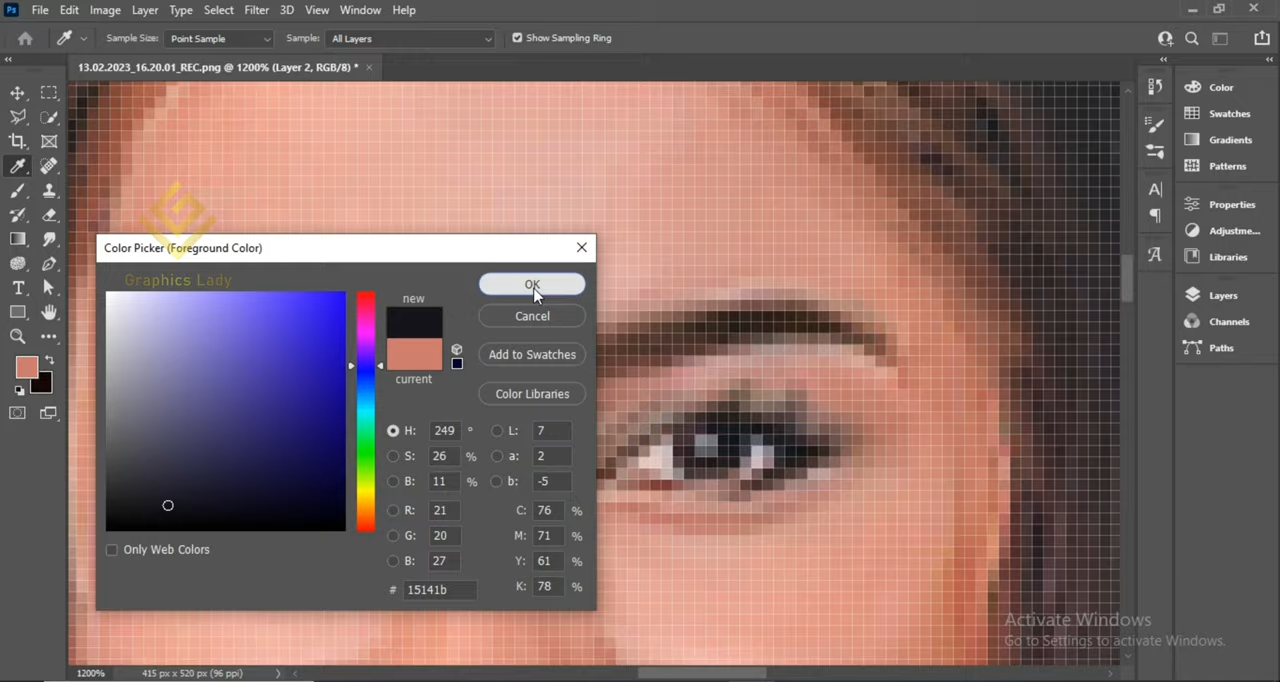 Ps File Edit Image Layer Type Select Filter 3D View Window Help
Sample Size: Point Sample Sample: All Layers Show Sampling Ring
13.02.2023_16.20.01_REC.png @ 1200% (Layer 2, RGB/8) *
Color
Swatches
Gradients
Patterns
Properties
Adjustme...
Libraries
Layers
Channels
Paths
Color Picker (Foreground Color)
Graphics Lady
new
current
OK
Cancel
Add to Swatches
Color Libraries
H: 249 ° L: 7
S: 26 % a: 2
B: 11 % b: -5
R: 21 C: 76 %
G: 20 M: 71 %
B: 27 Y: 61 %
# 15141b K: 78 %
Only Web Colors
Activate Windows
Go to Settings to activate Windows.
1200% 415 px x 520 px (96 ppi)